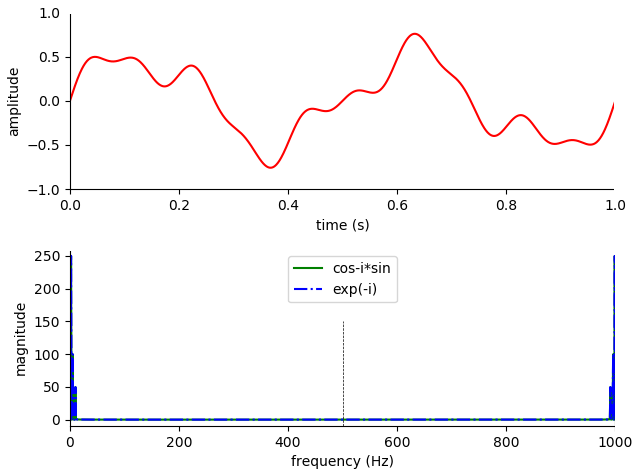 1.0
0.5
0.0
−0.5
−1.0
amplitude
0.0 0.2 0.4 0.6 0.8 1.0
time (s)
250
200
150
100
50
0
magnitude
cos-i*sin
exp(-i)
0 200 400 600 800 1000
frequency (Hz)